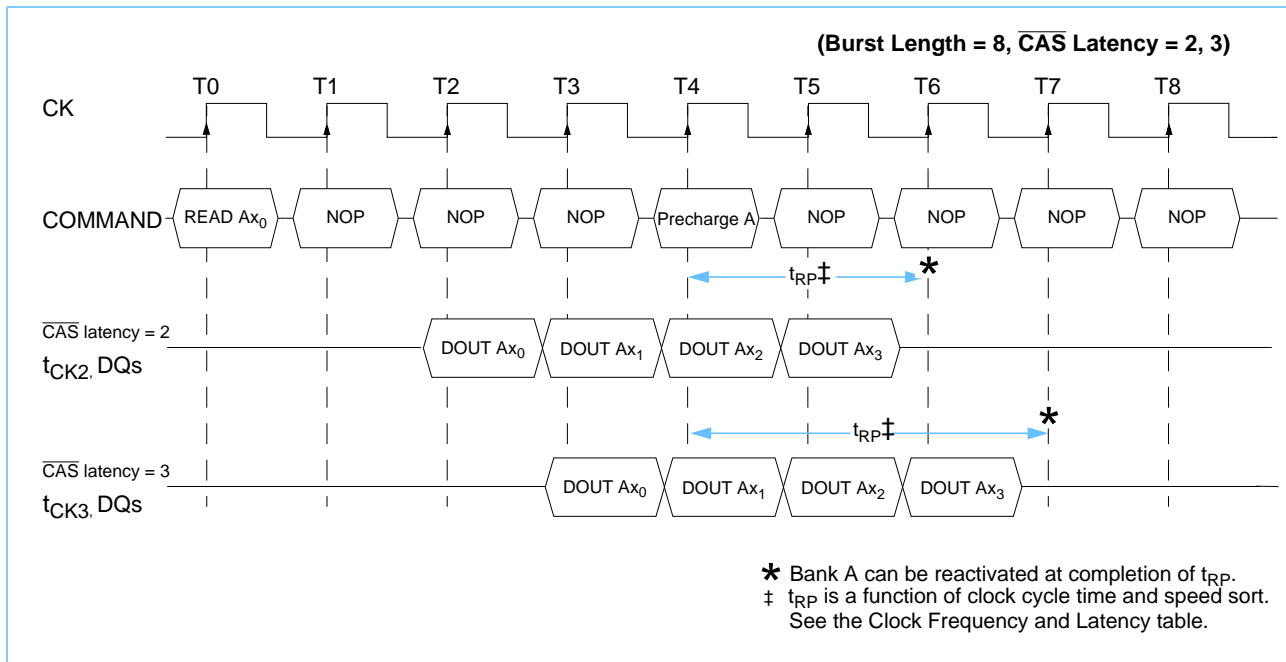 (Burst Length = 8, CAS Latency = 2, 3)
T0 T1 T2 T3 T4 T5 T6 T7 T8
CK
COMMAND READ Ax0 NOP NOP NOP Precharge A NOP NOP NOP NOP
tRP‡ *
CAS latency = 2
tCK2, DQs
DOUT Ax0 DOUT Ax1 DOUT Ax2 DOUT Ax3
tRP‡ *
CAS latency = 3
tCK3, DQs
DOUT Ax0 DOUT Ax1 DOUT Ax2 DOUT Ax3
* Bank A can be reactivated at completion of tRP.
‡ tRP is a function of clock cycle time and speed sort.
See the Clock Frequency and Latency table.